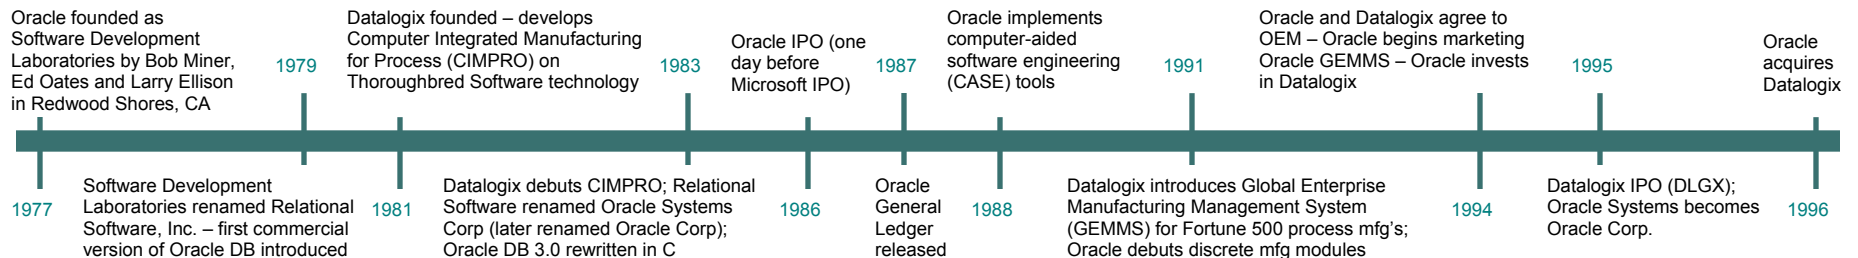 Oracle founded as
Software Development
Laboratories by Bob Miner,
Ed Oates and Larry Ellison
in Redwood Shores, CA
1977
1979
Software Development
Laboratories renamed Relational
Software, Inc. – first commercial
version of Oracle DB introduced
Datalogix founded – develops
Computer Integrated Manufacturing
for Process (CIMPRO) on
Thoroughbred Software technology
1981
1983
Datalogix debuts CIMPRO; Relational
Software renamed Oracle Systems
Corp (later renamed Oracle Corp);
Oracle DB 3.0 rewritten in C
Oracle IPO (one
day before
Microsoft IPO)
1986
1987
Oracle
General
Ledger
released
Oracle implements
computer-aided
software engineering
(CASE) tools
1988
1991
Datalogix introduces Global Enterprise
Manufacturing Management System
(GEMMS) for Fortune 500 process mfg's;
Oracle debuts discrete mfg modules
Oracle and Datalogix agree to
OEM – Oracle begins marketing
Oracle GEMMS – Oracle invests
in Datalogix
1994
1995
Datalogix IPO (DLGX);
Oracle Systems becomes
Oracle Corp.
Oracle
acquires
Datalogix
1996